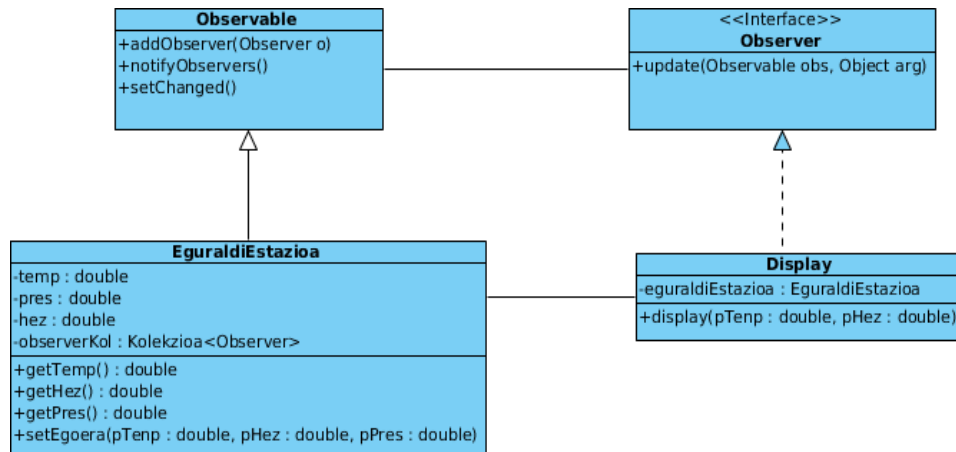 Observable
+addObserver(Observer o)
+notifyObservers()
+setChanged()
<<Interface>>
Observer
+update(Observable obs, Object arg)
EguraldiEstazioa
-temp : double
-pres : double
-hez : double
-observerKol : Kolekzioa<Observer>
+getTemp() : double
+getHez() : double
+getPres() : double
+setEgoera(pTenp : double, pHez : double, pPres : double)
Display
-eguraldiEstazioa : EguraldiEstazioa
+display(pTenp : double, pHez : double)